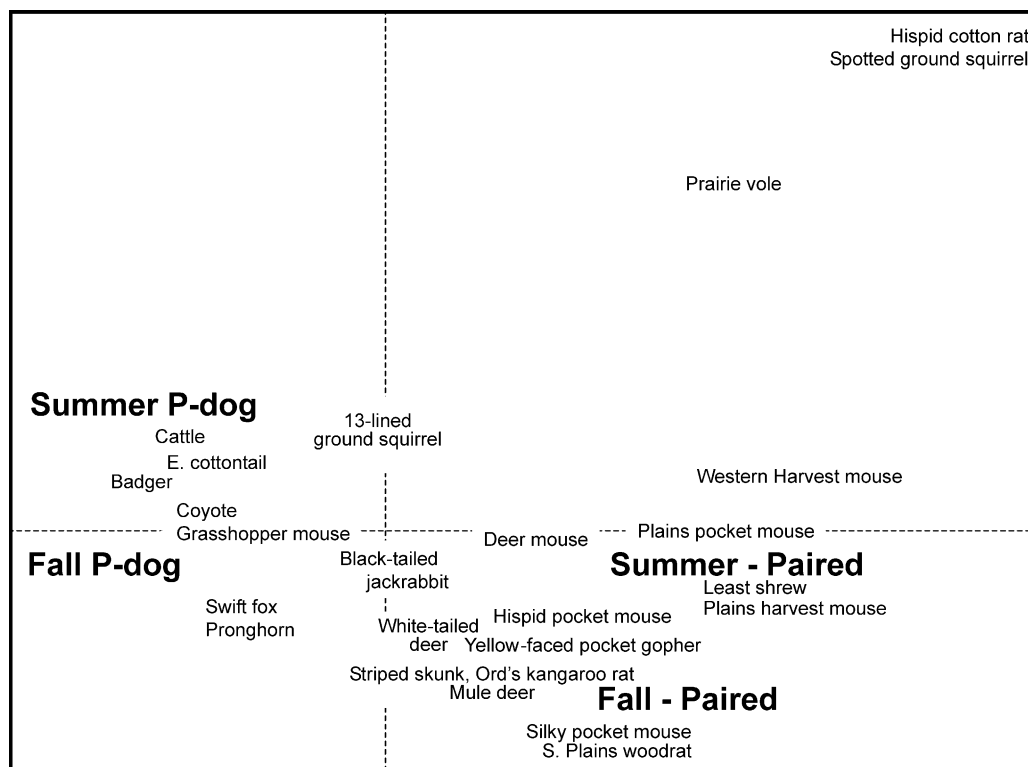 Hispid cotton rat
Spotted ground squirrel
Prairie vole
Summer P-dog
Cattle
E. cottontail
Badger
Coyote
Grasshopper mouse
13-lined
ground squirrel
Western Harvest mouse
Deer mouse
Plains pocket mouse
Fall P-dog
Black-tailed
jackrabbit
Summer - Paired
Least shrew
Plains harvest mouse
Swift fox
Pronghorn
White-tailed
deer
Hispid pocket mouse
Yellow-faced pocket gopher
Striped skunk, Ord's kangaroo rat
Mule deer
Fall - Paired
Silky pocket mouse
S. Plains woodrat